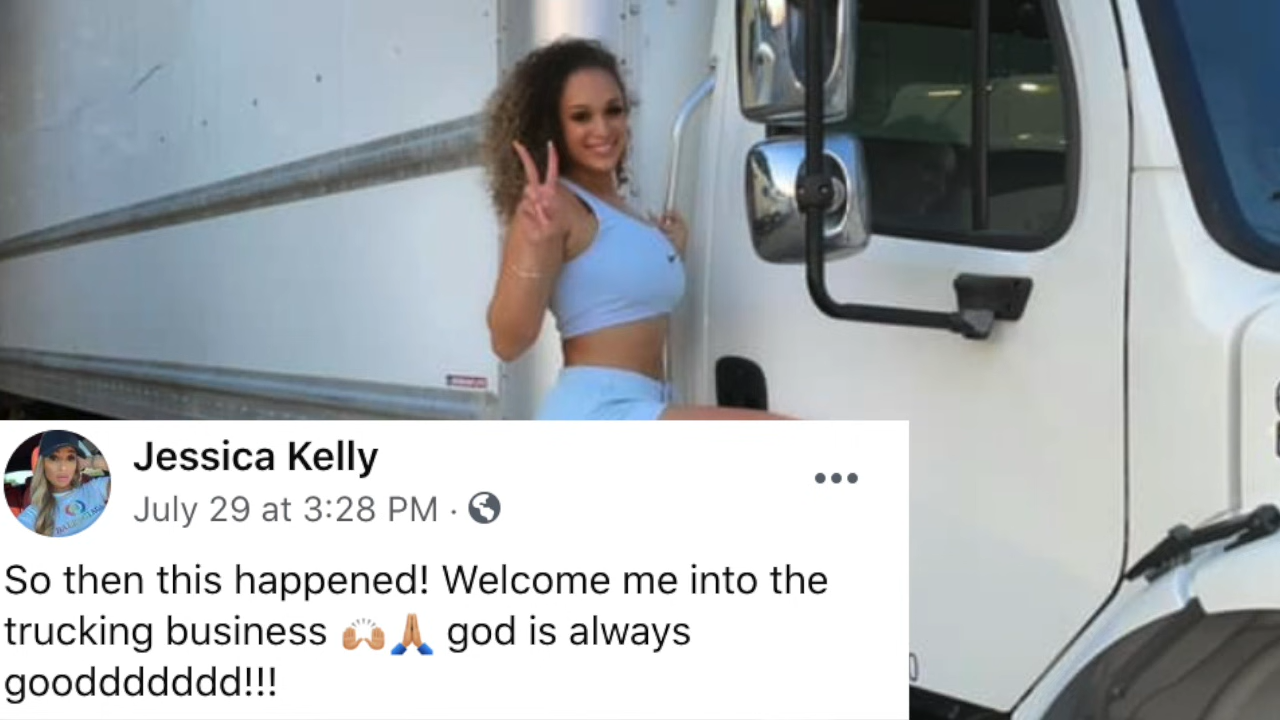 Jessica Kelly
July 29 at 3:28 PM ·
So then this happened! Welcome me into the
trucking business 🙌🏽🙏🏽 god is always
gooddddddd!!!